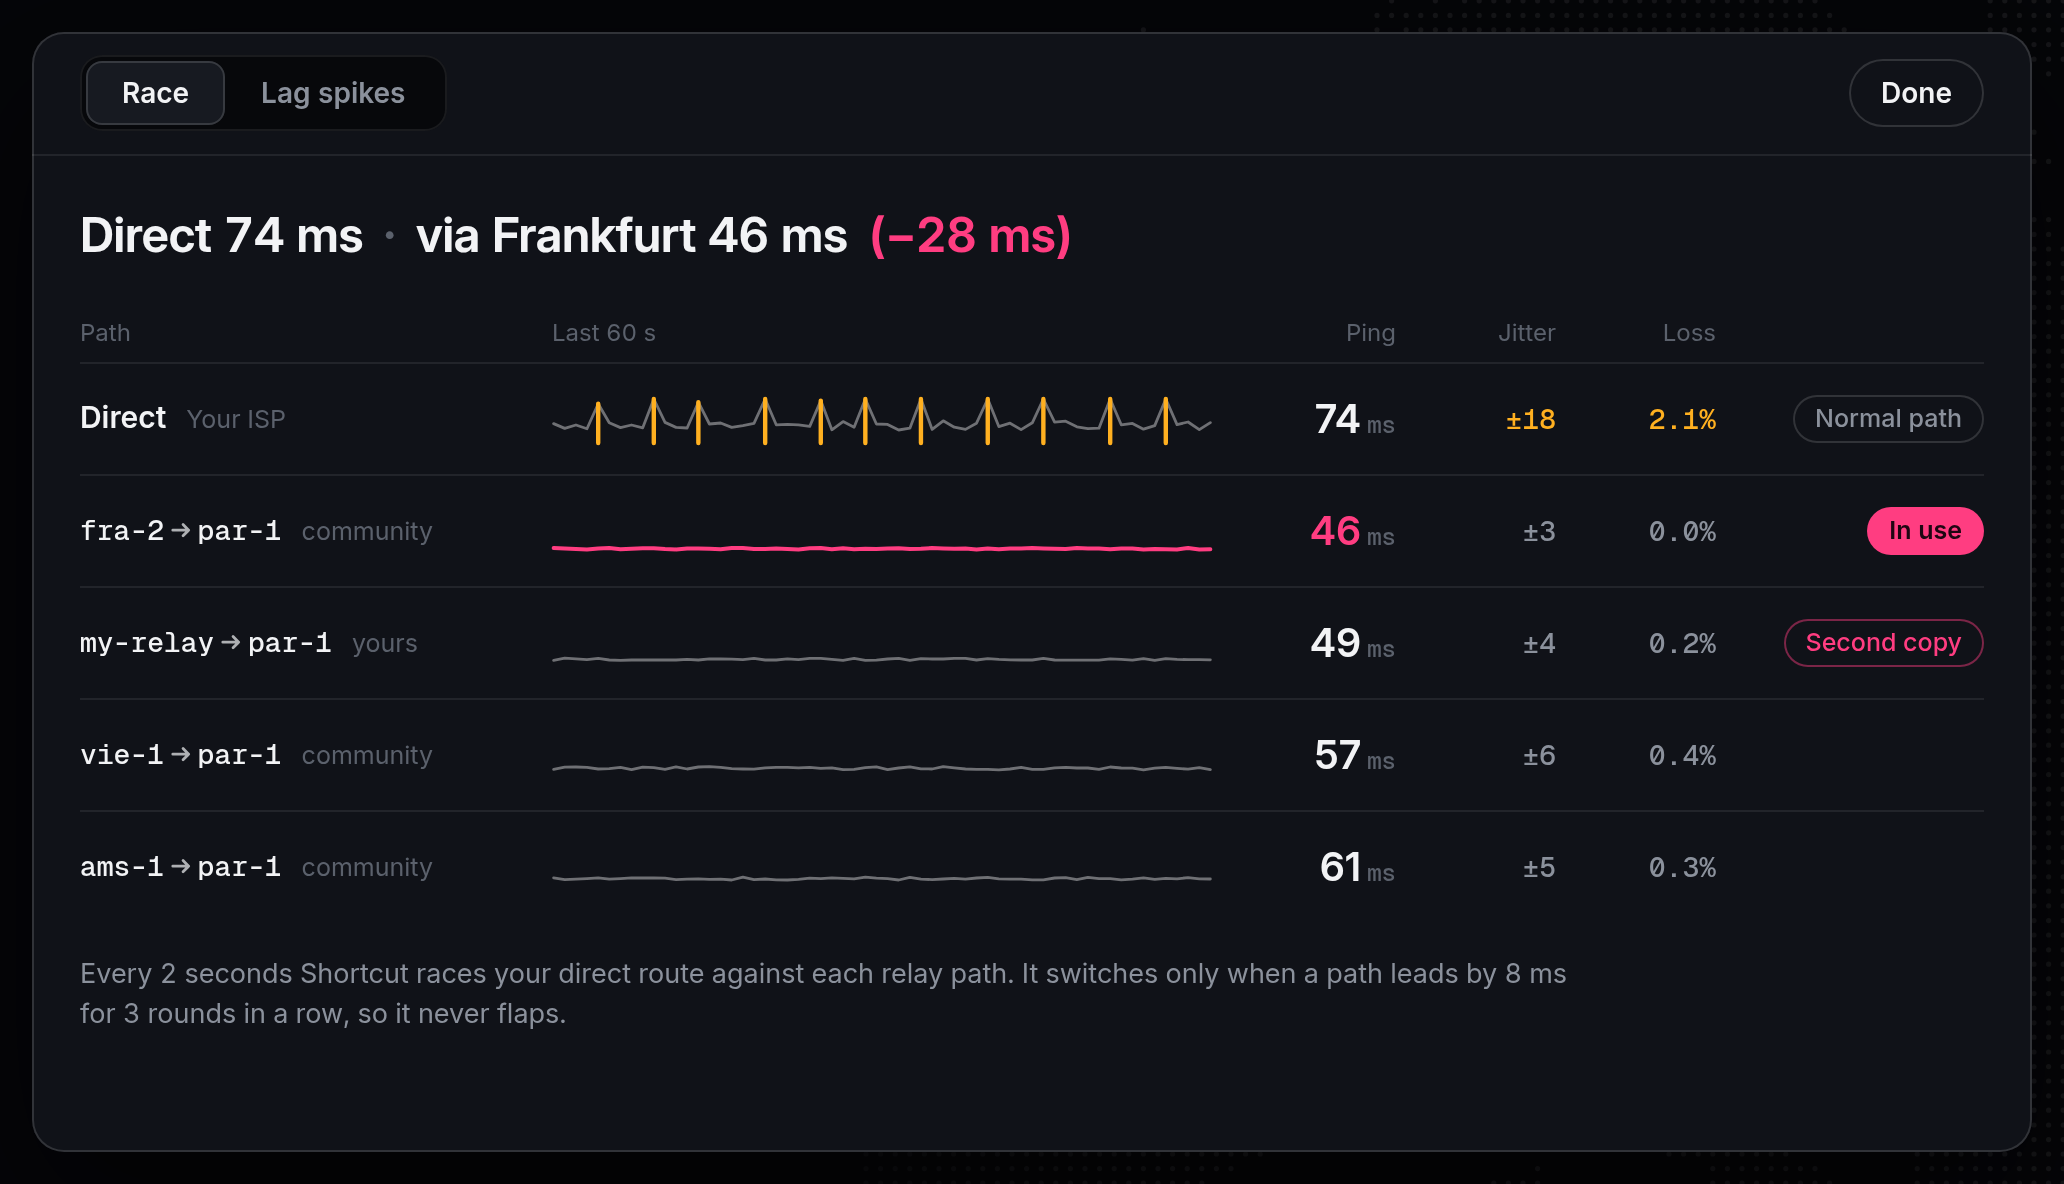 Race Lag spikes Done
Direct 74 ms · via Frankfurt 46 ms (−28 ms)
Path Last 60 s Ping Jitter Loss
Direct Your ISP 74 ms ±18 2.1% Normal path
fra-2 → par-1 community 46 ms ±3 0.0% In use
my-relay → par-1 yours 49 ms ±4 0.2% Second copy
vie-1 → par-1 community 57 ms ±6 0.4%
ams-1 → par-1 community 61 ms ±5 0.3%
Every 2 seconds Shortcut races your direct route against each relay path. It switches only when a path leads by 8 ms
for 3 rounds in a row, so it never flaps.